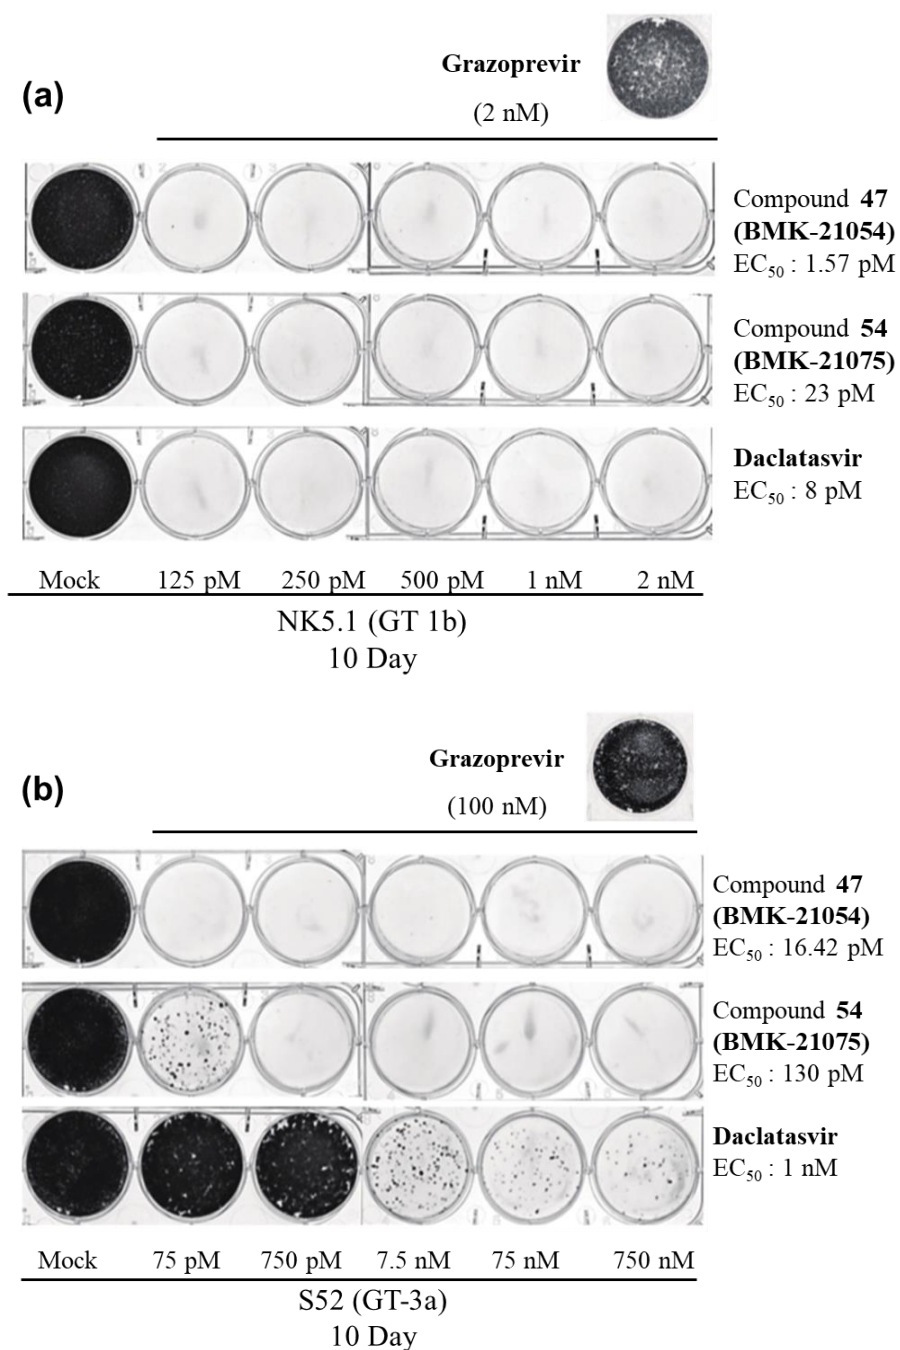 (a)
Grazoprevir
(2 nM)
Compound 47
(BMK-21054)
EC₅₀ : 1.57 pM
Compound 54
(BMK-21075)
EC₅₀ : 23 pM
Daclatasvir
EC₅₀ : 8 pM
Mock 125 pM 250 pM 500 pM 1 nM 2 nM
NK5.1 (GT 1b)
10 Day
(b)
Grazoprevir
(100 nM)
Compound 47
(BMK-21054)
EC₅₀ : 16.42 pM
Compound 54
(BMK-21075)
EC₅₀ : 130 pM
Daclatasvir
EC₅₀ : 1 nM
Mock 75 pM 750 pM 7.5 nM 75 nM 750 nM
S52 (GT-3a)
10 Day